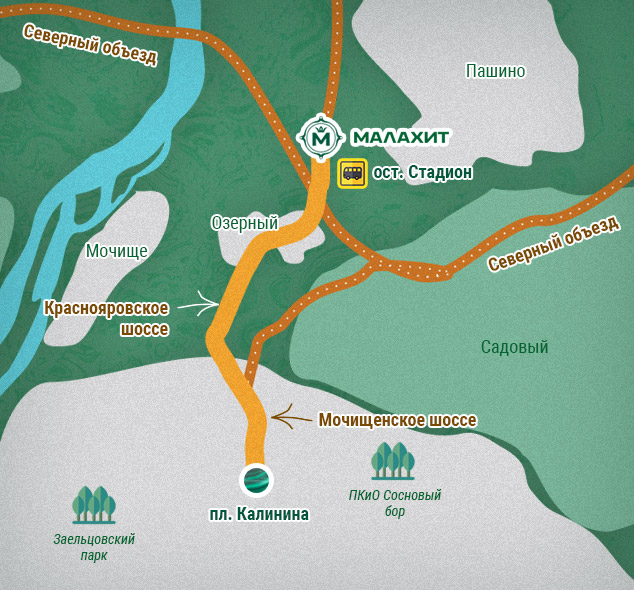 Северный объезд
Пашино
МАЛАХИТ
М
ост. Стадион
Озерный
Мочище
Северный объезд
Краснояровское
шоссе
Садовый
Мочищенское шоссе
пл. Калинина
ПКиО Сосновый
бор
Заельцовский
парк